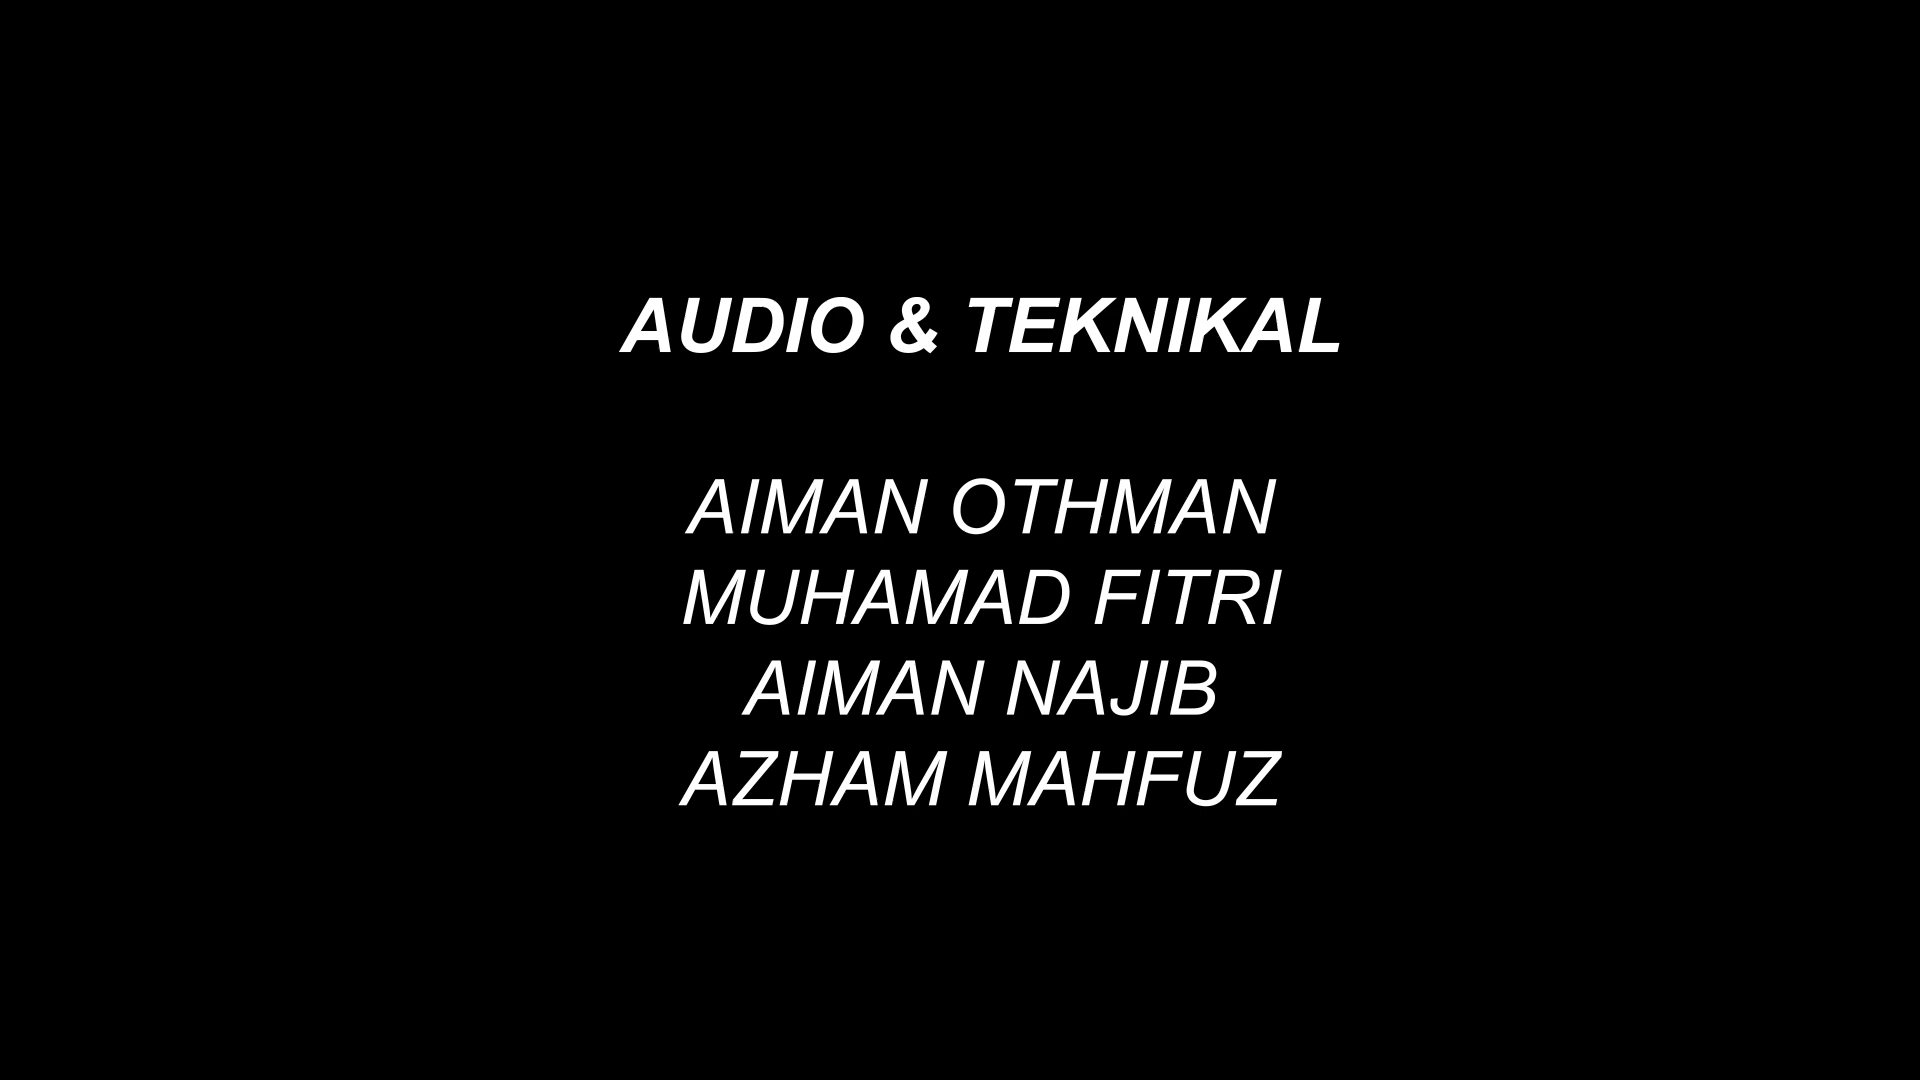 AUDIO & TEKNIKAL
AIMAN OTHMAN
MUHAMAD FITRI
AIMAN NAJIB
AZHAM MAHFUZ